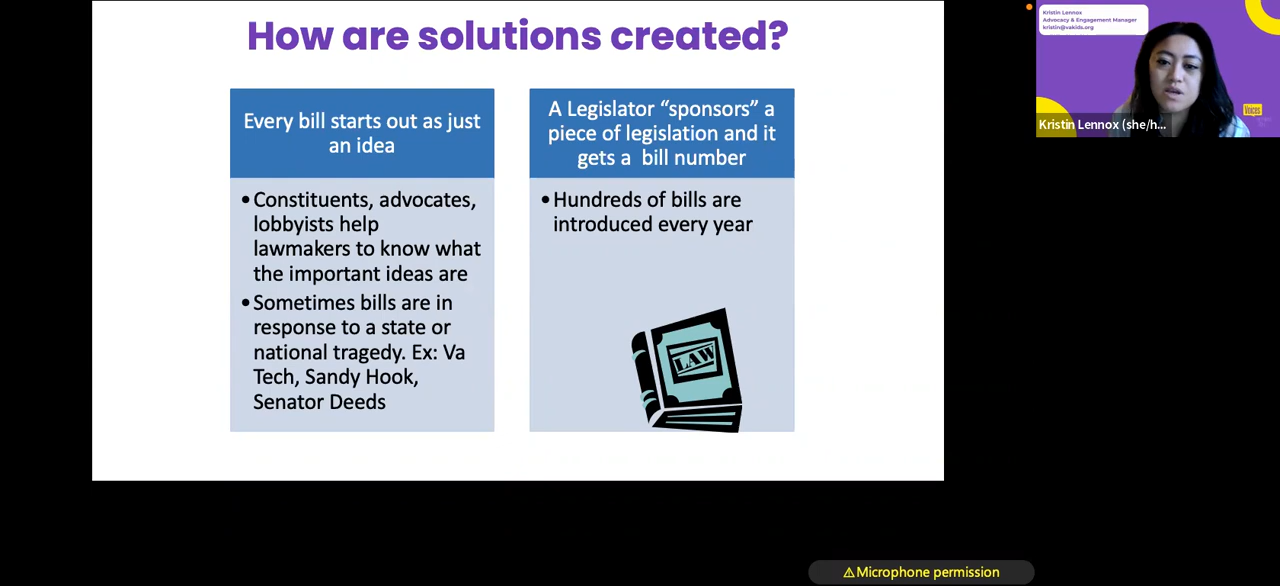 How are solutions created?
Every bill starts out as just
an idea
•Constituents, advocates,
lobbyists help
lawmakers to know what
the important ideas are
•Sometimes bills are in
response to a state or
national tragedy. Ex: Va
Tech, Sandy Hook,
Senator Deeds
A Legislator “sponsors” a
piece of legislation and it
gets a  bill number
•Hundreds of bills are
introduced every year
LAW
Kristin Lennox
Advocacy & Engagement Manager
kristin@vakids.org
Voices
Kristin Lennox (she/h...
⚠Microphone permission